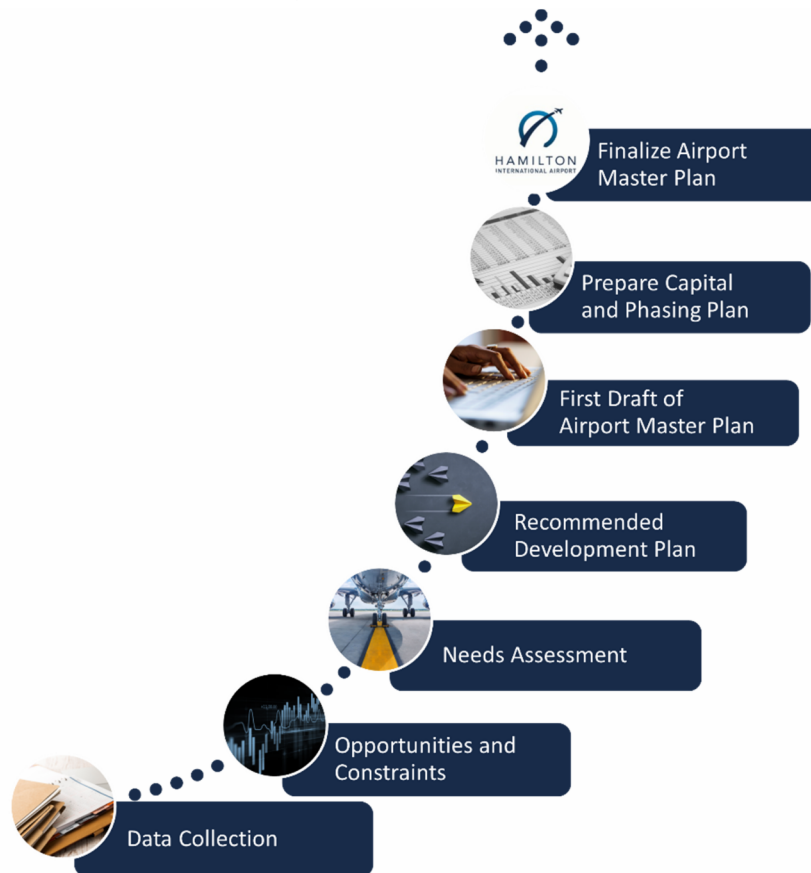 HAMILTON
INTERNATIONAL AIRPORT
Finalize Airport
Master Plan
Prepare Capital
and Phasing Plan
First Draft of
Airport Master Plan
Recommended
Development Plan
Needs Assessment
Opportunities and
Constraints
Data Collection